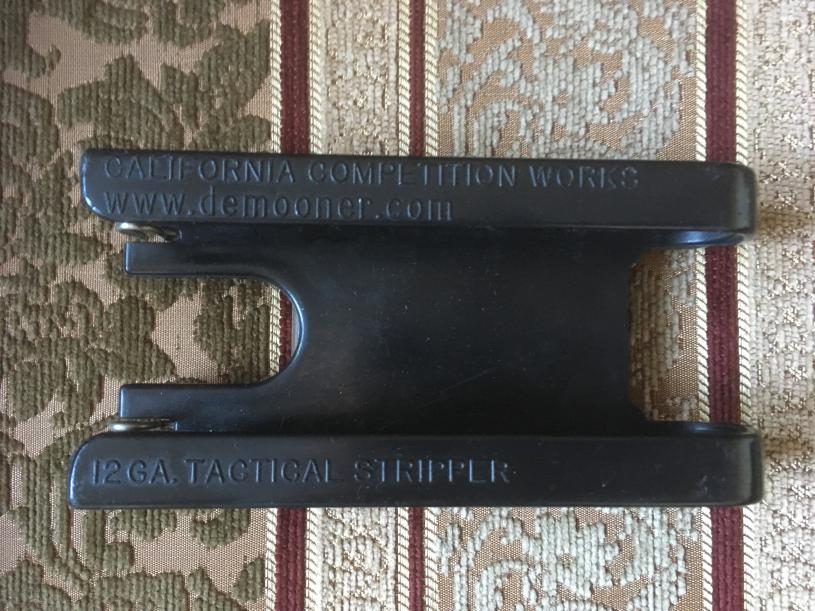 CALIFORNIA COMPETITION WORKS
www.demooner.com
12GA. TACTICAL STRIPPER